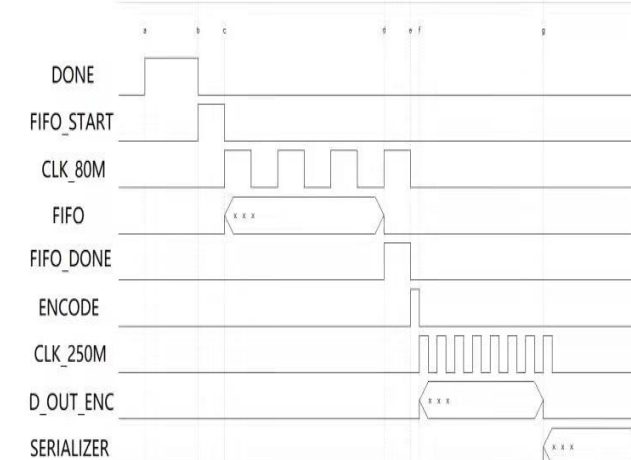 a b c d e f g
DONE
FIFO_START
CLK_80M
FIFO
x x x
FIFO_DONE
ENCODE
CLK_250M
D_OUT_ENC
x x x
SERIALIZER
x x x